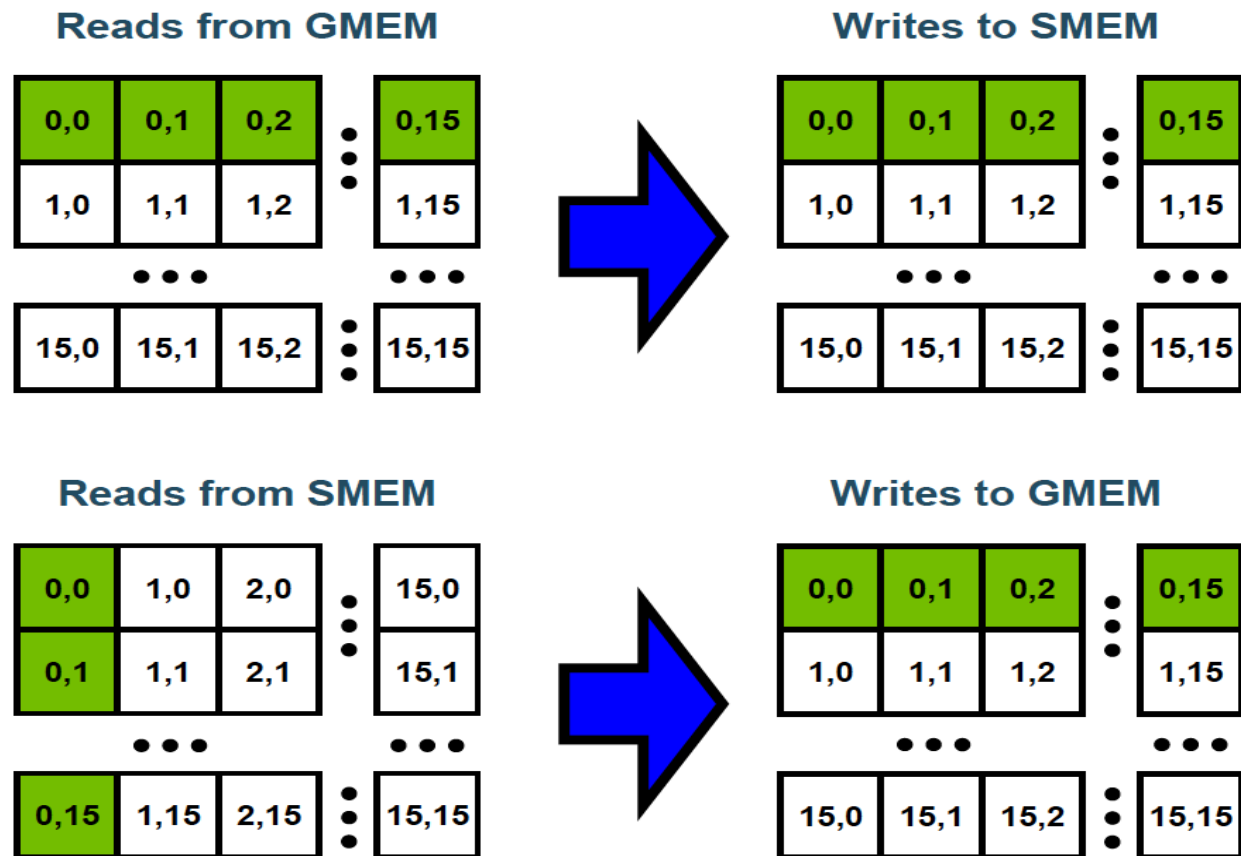 Reads from GMEM
Writes to SMEM
0,0 0,1 0,2 0,15
1,0 1,1 1,2 1,15
15,0 15,1 15,2 15,15
0,0 0,1 0,2 0,15
1,0 1,1 1,2 1,15
15,0 15,1 15,2 15,15
Reads from SMEM
Writes to GMEM
0,0 1,0 2,0 15,0
0,1 1,1 2,1 15,1
0,15 1,15 2,15 15,15
0,0 0,1 0,2 0,15
1,0 1,1 1,2 1,15
15,0 15,1 15,2 15,15